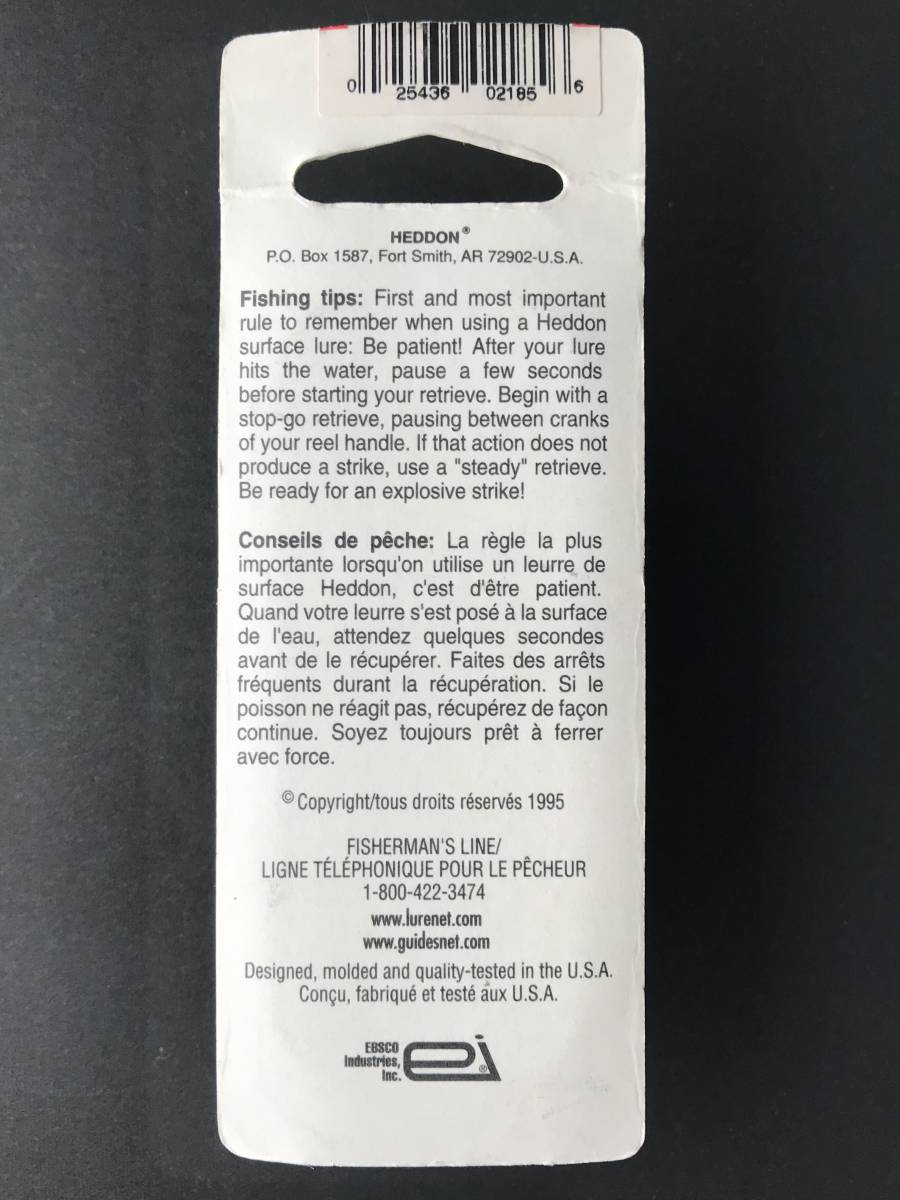 0 25436 02185 6
HEDDON®
P.O. Box 1587, Fort Smith, AR 72902-U.S.A.
Fishing tips: First and most important
rule to remember when using a Heddon
surface lure: Be patient! After your lure
hits the water, pause a few seconds
before starting your retrieve. Begin with a
stop-go retrieve, pausing between cranks
of your reel handle. If that action does not
produce a strike, use a "steady" retrieve.
Be ready for an explosive strike!
Conseils de pêche: La règle la plus
importante lorsqu'on utilise un leurre de
surface Heddon, c'est d'être patient.
Quand votre leurre s'est posé à la surface
de l'eau, attendez quelques secondes
avant de le récupérer. Faites des arrêts
fréquents durant la récupération. Si le
poisson ne réagit pas, récupérez de façon
continue. Soyez toujours prêt à ferrer
avec force.
© Copyright/tous droits réservés 1995
FISHERMAN'S LINE/
LIGNE TÉLÉPHONIQUE POUR LE PÊCHEUR
1-800-422-3474
www.lurenet.com
www.guidesnet.com
Designed, molded and quality-tested in the U.S.A.
Conçu, fabriqué et testé aux U.S.A.
EBSCO
Industries,
Inc.
ei®